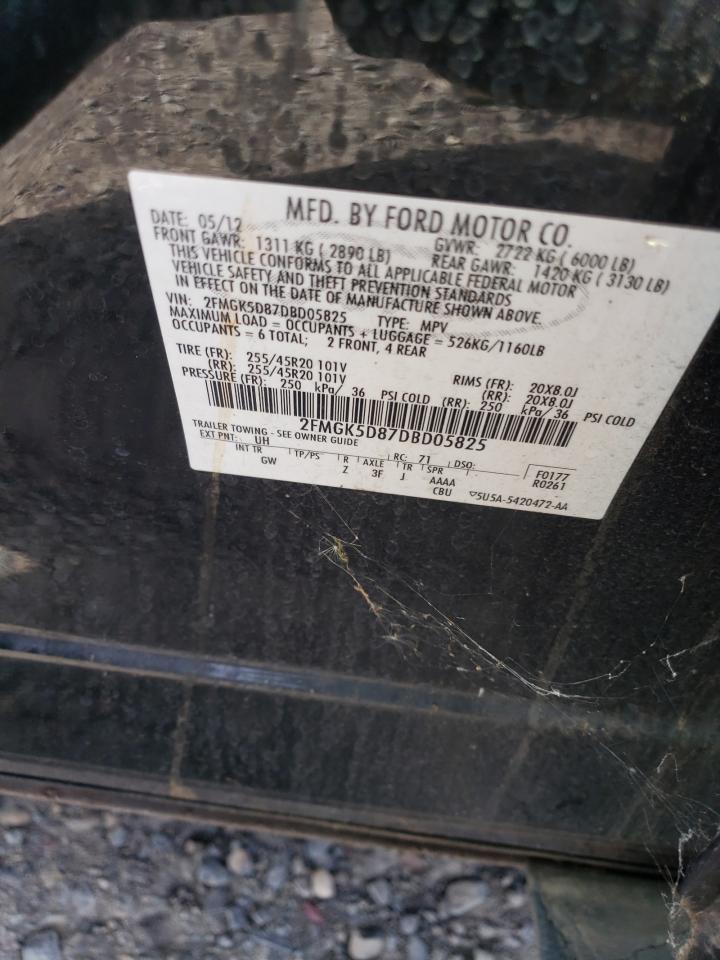 MFD. BY FORD MOTOR CO.
DATE: 05/12 GVWR: 2722 KG ( 6000 LB)
FRONT GAWR: 1311 KG ( 2890 LB) REAR GAWR: 1420 KG ( 3130 LB)
THIS VEHICLE CONFORMS TO ALL APPLICABLE FEDERAL MOTOR
VEHICLE SAFETY AND THEFT PREVENTION STANDARDS
IN EFFECT ON THE DATE OF MANUFACTURE SHOWN ABOVE.
VIN: 2FMGK5D87DBD05825 TYPE: MPV
MAXIMUM LOAD = OCCUPANTS + LUGGAGE = 526KG/1160LB
OCCUPANTS = 6 TOTAL; 2 FRONT, 4 REAR
TIRE (FR): 255/45R20 101V RIMS (FR): 20X8.0J
(RR): 255/45R20 101V (RR): 20X8.0J
PRESSURE (FR): 250 kPa/ 36 PSI COLD (RR): 250 kPa/ 36 PSI COLD
2FMGK5D87DBD05825
TRAILER TOWING - SEE OWNER GUIDE
EXT PNT: UH RC: 71 DSO: F0177
INT TR TP/PS R AXLE TR SPR R0261
GW Z 3F J AAAA
CBU 5U5A-5420472-AA